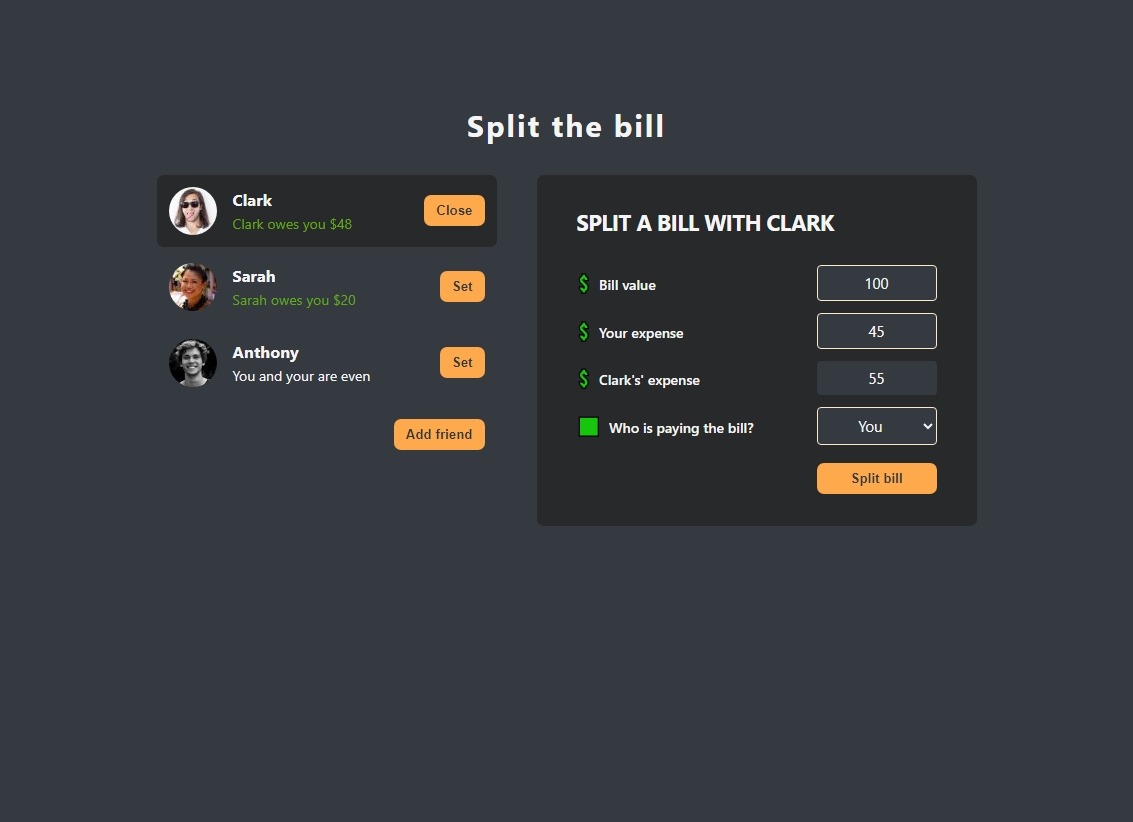 Split the bill
Clark
Clark owes you $48
Close
Sarah
Sarah owes you $20
Set
Anthony
You and your are even
Set
Add friend
SPLIT A BILL WITH CLARK
$ Bill value 100
$ Your expense 45
$ Clark's' expense 55
Who is paying the bill? You
Split bill